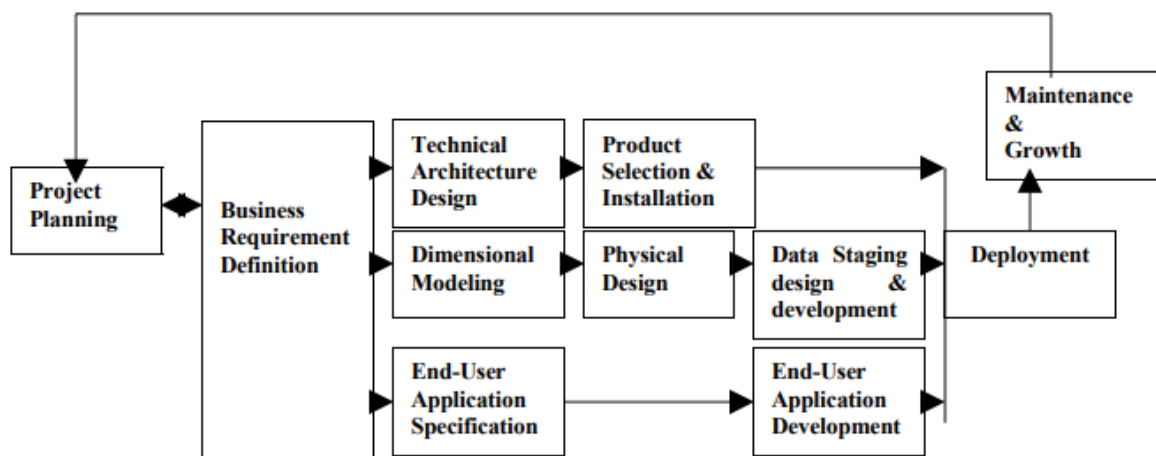 Maintenance
&
Growth
Project
Planning
Business
Requirement
Definition
Technical
Architecture
Design
Product
Selection &
Installation
Dimensional
Modeling
Physical
Design
Data Staging
design &
development
Deployment
End-User
Application
Specification
End-User
Application
Development